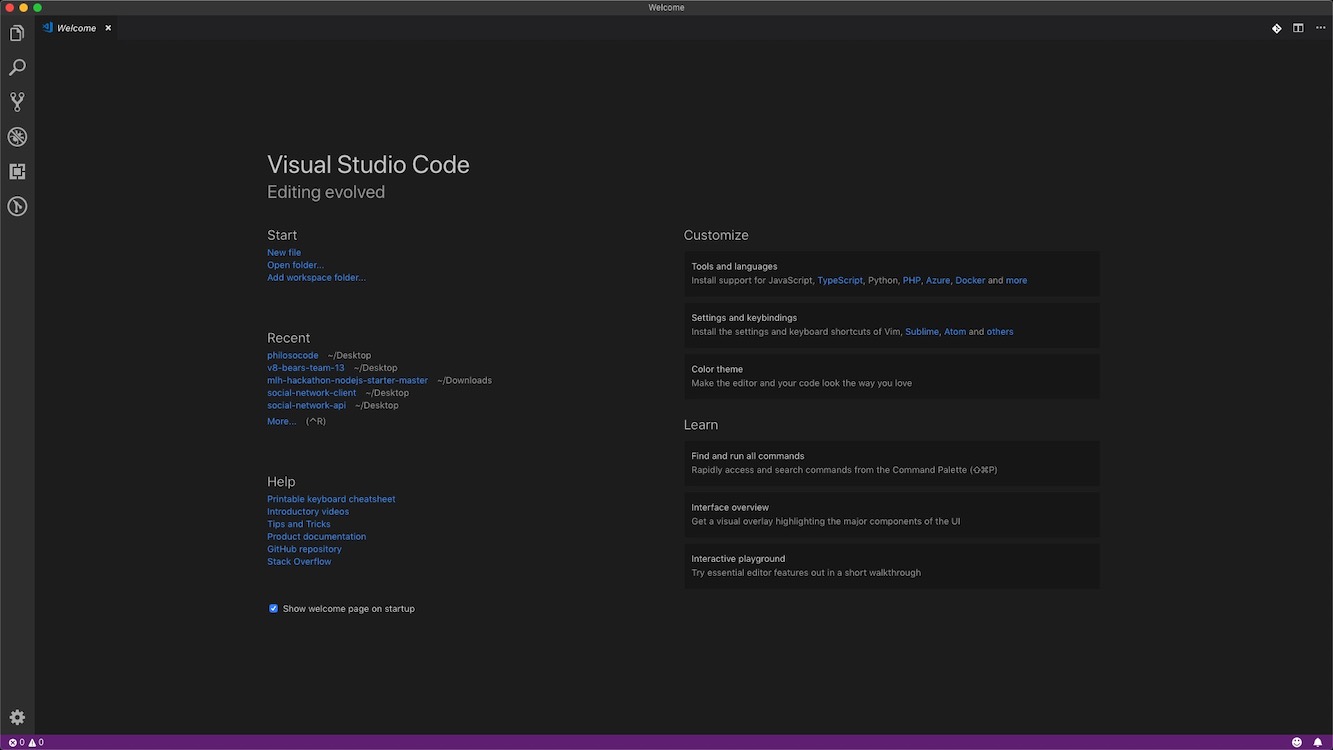 Welcome
Welcome
Visual Studio Code
Editing evolved
Start
New file
Open folder...
Add workspace folder...
Recent
philosocode ~/Desktop
v8-bears-team-13 ~/Desktop
mlh-hackathon-nodejs-starter-master ~/Downloads
social-network-client ~/Desktop
social-network-api ~/Desktop
More... (^R)
Help
Printable keyboard cheatsheet
Introductory videos
Tips and Tricks
Product documentation
GitHub repository
Stack Overflow
Show welcome page on startup
Customize
Tools and languages
Install support for JavaScript, TypeScript, Python, PHP, Azure, Docker and more
Settings and keybindings
Install the settings and keyboard shortcuts of Vim, Sublime, Atom and others
Color theme
Make the editor and your code look the way you love
Learn
Find and run all commands
Rapidly access and search commands from the Command Palette (⇧⌘P)
Interface overview
Get a visual overlay highlighting the major components of the UI
Interactive playground
Try essential editor features out in a short walkthrough
0 0